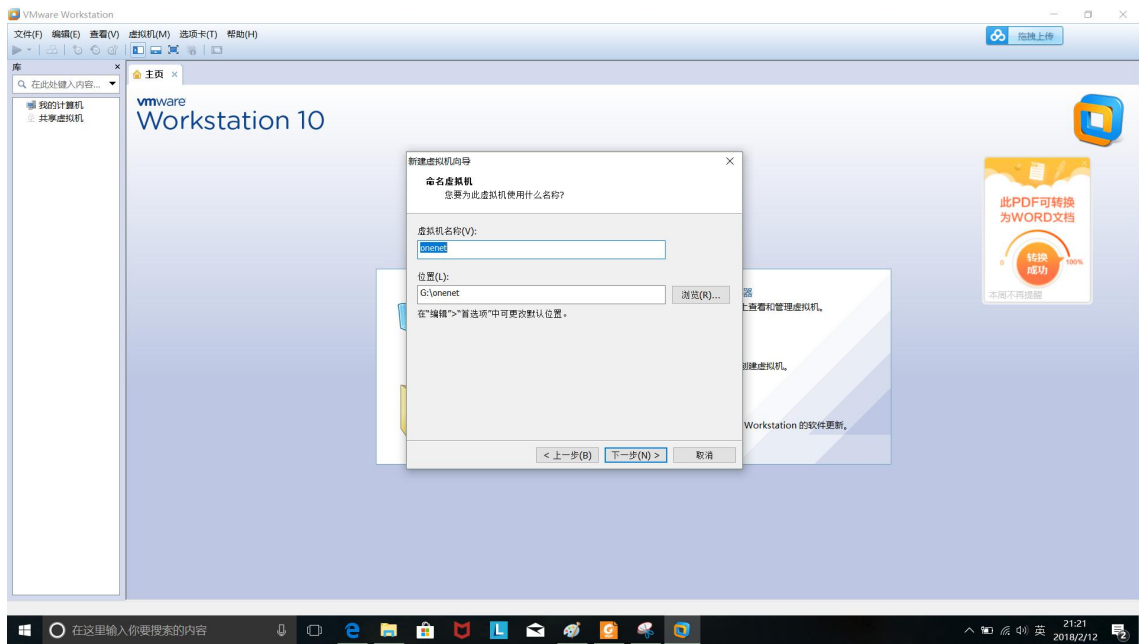 VMware Workstation
文件(F) 编辑(E) 查看(V) 虚拟机(M) 选项卡(T) 帮助(H)
拖拽上传
库
在此处键入内容...
主页
我的计算机
共享虚拟机
vmware
Workstation 10
新建虚拟机向导
命名虚拟机
您要为此虚拟机使用什么名称?
虚拟机名称(V):
onenet
位置(L):
G:\onenet
浏览(R)...
在"编辑">"首选项"中可更改默认位置。
< 上一步(B) 下一步(N) > 取消
器
上查看和管理虚拟机。
创建虚拟机。
Workstation 的软件更新。
此PDF可转换
为WORD文档
转换
成功
0 100%
本周不再提醒
在这里输入你要搜索的内容
英
21:21
2018/2/12